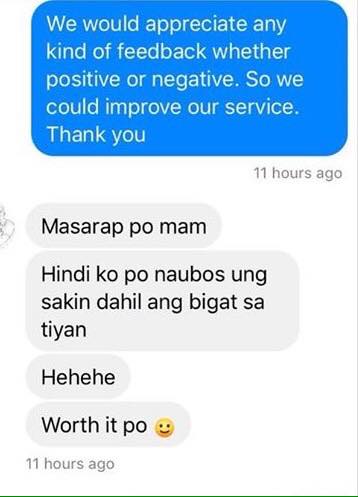 We would appreciate any
kind of feedback whether
positive or negative. So we
could improve our service.
Thank you
11 hours ago
Masarap po mam
Hindi ko po naubos ung
sakin dahil ang bigat sa
tiyan
Hehehe
Worth it po 🙂
11 hours ago